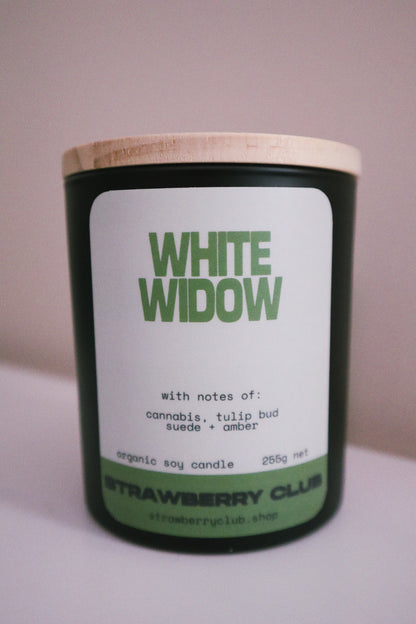 WHITE
WIDOW
with notes of:
cannabis, tulip bud
suede + amber
organic soy candle 255g net
STRAWBERRY CLUB
strawberryclub.shop